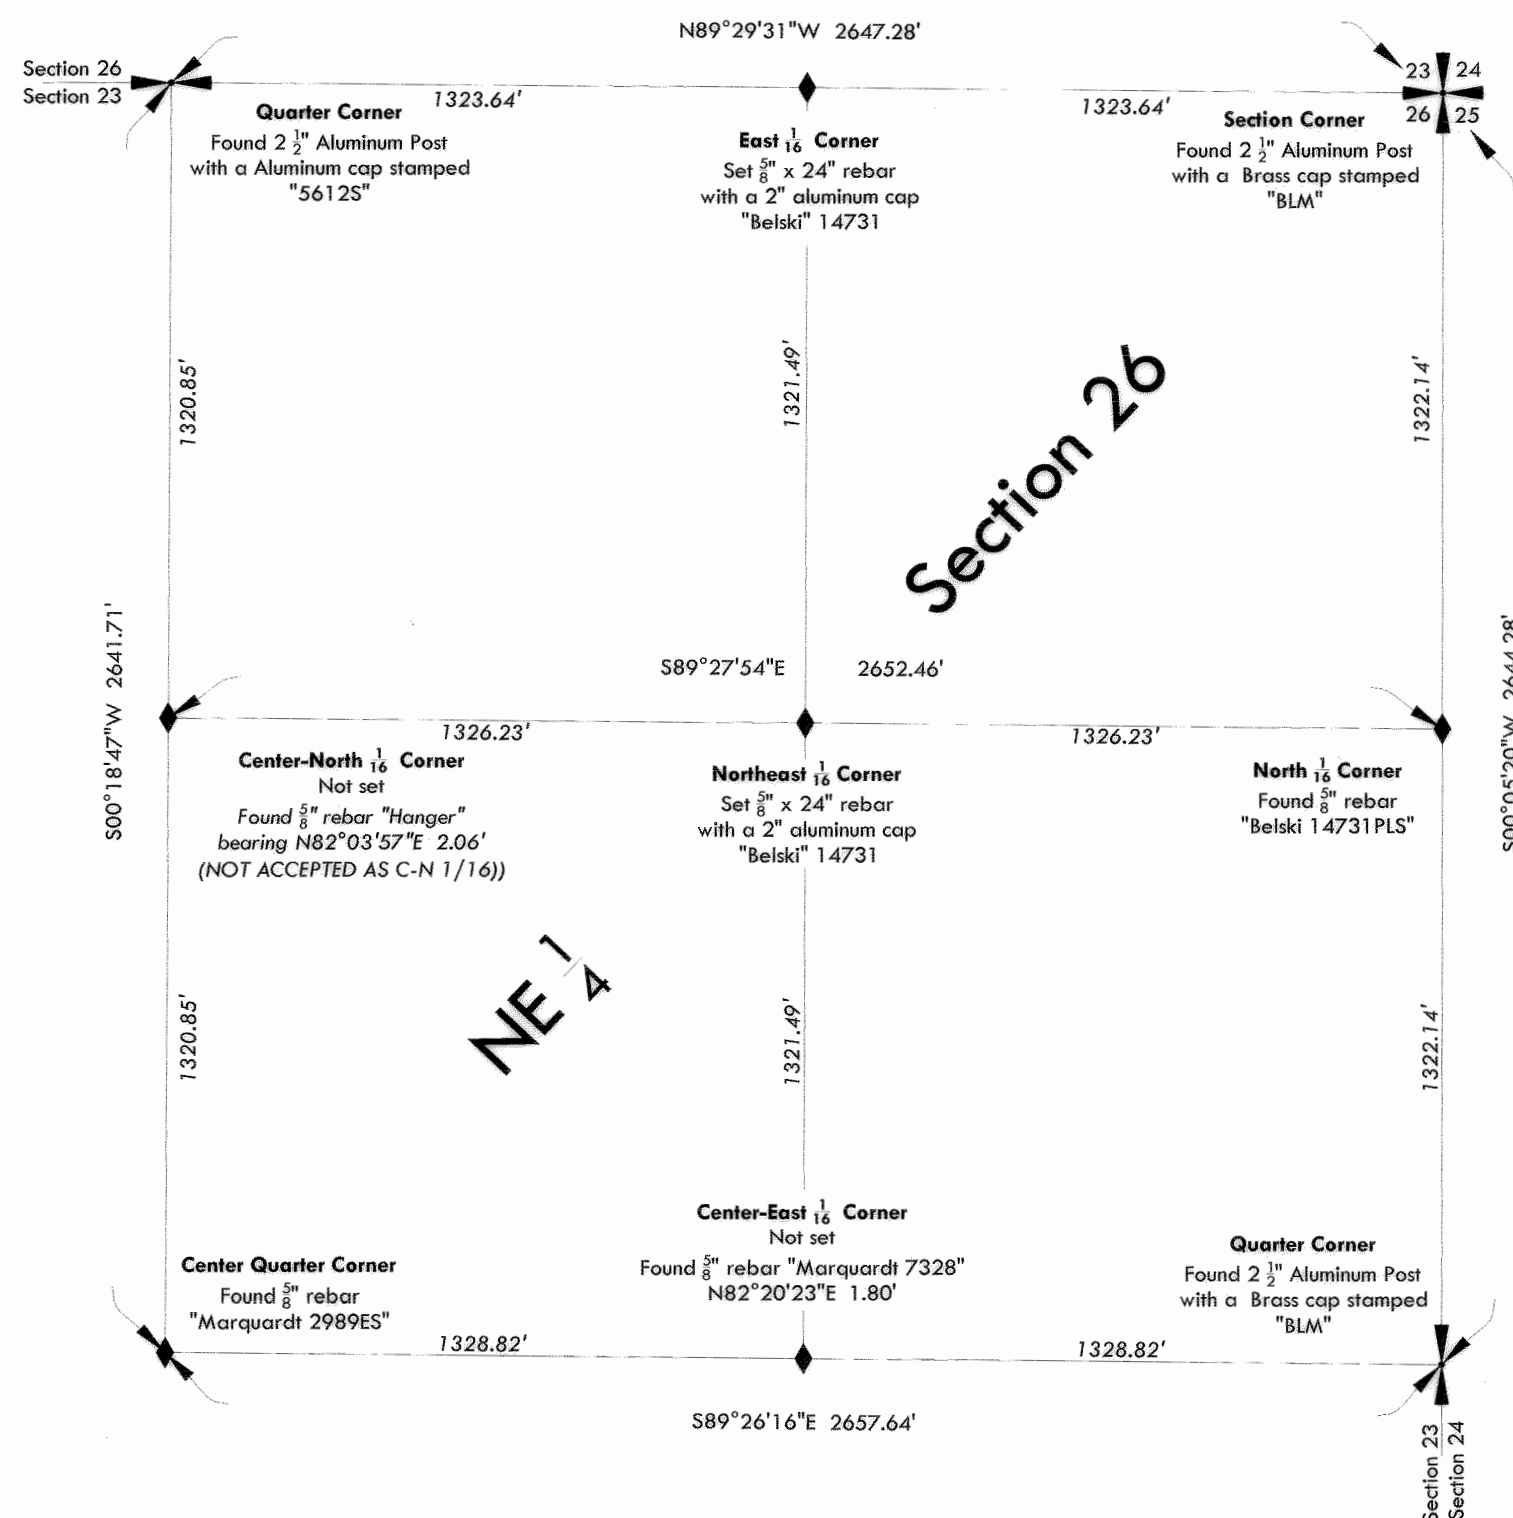 N89°29'31"W 2647.28'
Section 26
Section 23
1323.64'
1323.64'
23 24
26 25
Quarter Corner
Found 2 1/2" Aluminum Post
with a Aluminum cap stamped
"5612S"
East 1/16 Corner
Set 5/8" x 24" rebar
with a 2" aluminum cap
"Belski" 14731
Section Corner
Found 2 1/2" Aluminum Post
with a Brass cap stamped
"BLM"
1320.85'
1321.49'
1322.14'
Section 26
S00°18'47"W 2641.71'
S89°27'54"E 2652.46'
S00°05'20"W 2644.28'
1326.23'
1326.23'
Center-North 1/16 Corner
Not set
Found 5/8" rebar "Hanger"
bearing N82°03'57"E 2.06'
(NOT ACCEPTED AS C-N 1/16))
Northeast 1/16 Corner
Set 5/8" x 24" rebar
with a 2" aluminum cap
"Belski" 14731
North 1/16 Corner
Found 5/8" rebar
"Belski 14731PLS"
NE 1/4
1320.85'
1321.49'
1322.14'
Center Quarter Corner
Found 5/8" rebar
"Marquardt 2989ES"
Center-East 1/16 Corner
Not set
Found 5/8" rebar "Marquardt 7328"
N82°20'23"E 1.80'
Quarter Corner
Found 2 1/2" Aluminum Post
with a Brass cap stamped
"BLM"
1328.82'
1328.82'
S89°26'16"E 2657.64'
Section 23
Section 24